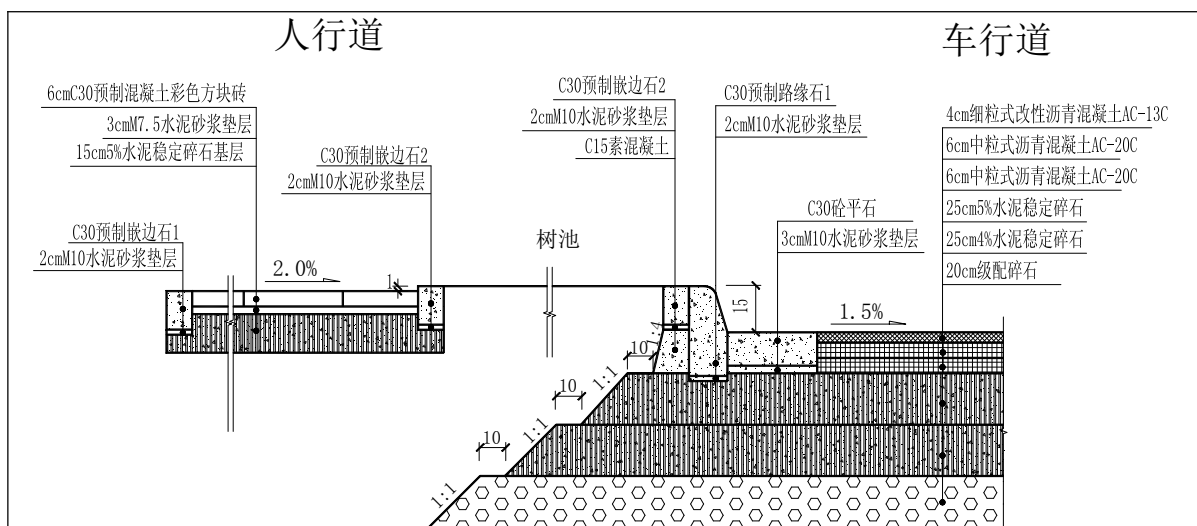 人行道
车行道
6cmC30预制混凝土彩色方块砖
3cmM7.5水泥砂浆垫层
15cm5%水泥稳定碎石基层
C30预制嵌边石2
2cmM10水泥砂浆垫层
C30预制嵌边石1
2cmM10水泥砂浆垫层
2.0%
1
树池
C30预制嵌边石2
2cmM10水泥砂浆垫层
C15素混凝土
C30预制路缘石1
2cmM10水泥砂浆垫层
C30砼平石
3cmM10水泥砂浆垫层
4cm细粒式改性沥青混凝土AC-13C
6cm中粒式沥青混凝土AC-20C
6cm中粒式沥青混凝土AC-20C
25cm5%水泥稳定碎石
25cm4%水泥稳定碎石
20cm级配碎石
15
1.5%
1:4
10
1:1
10
1:1
10
1:1